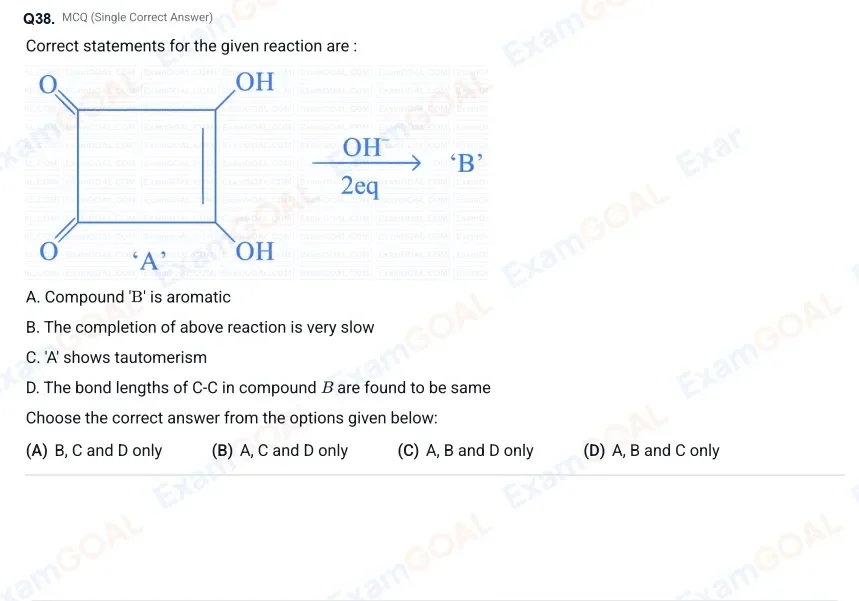 Q38. MCQ (Single Correct Answer)
Correct statements for the given reaction are :
O OH
OH⁻ 'B'
2eq
O 'A' OH
A. Compound 'B' is aromatic
B. The completion of above reaction is very slow
C. 'A' shows tautomerism
D. The bond lengths of C-C in compound B are found to be same
Choose the correct answer from the options given below:
(A) B, C and D only (B) A, C and D only (C) A, B and D only (D) A, B and C only
ExamGOAL